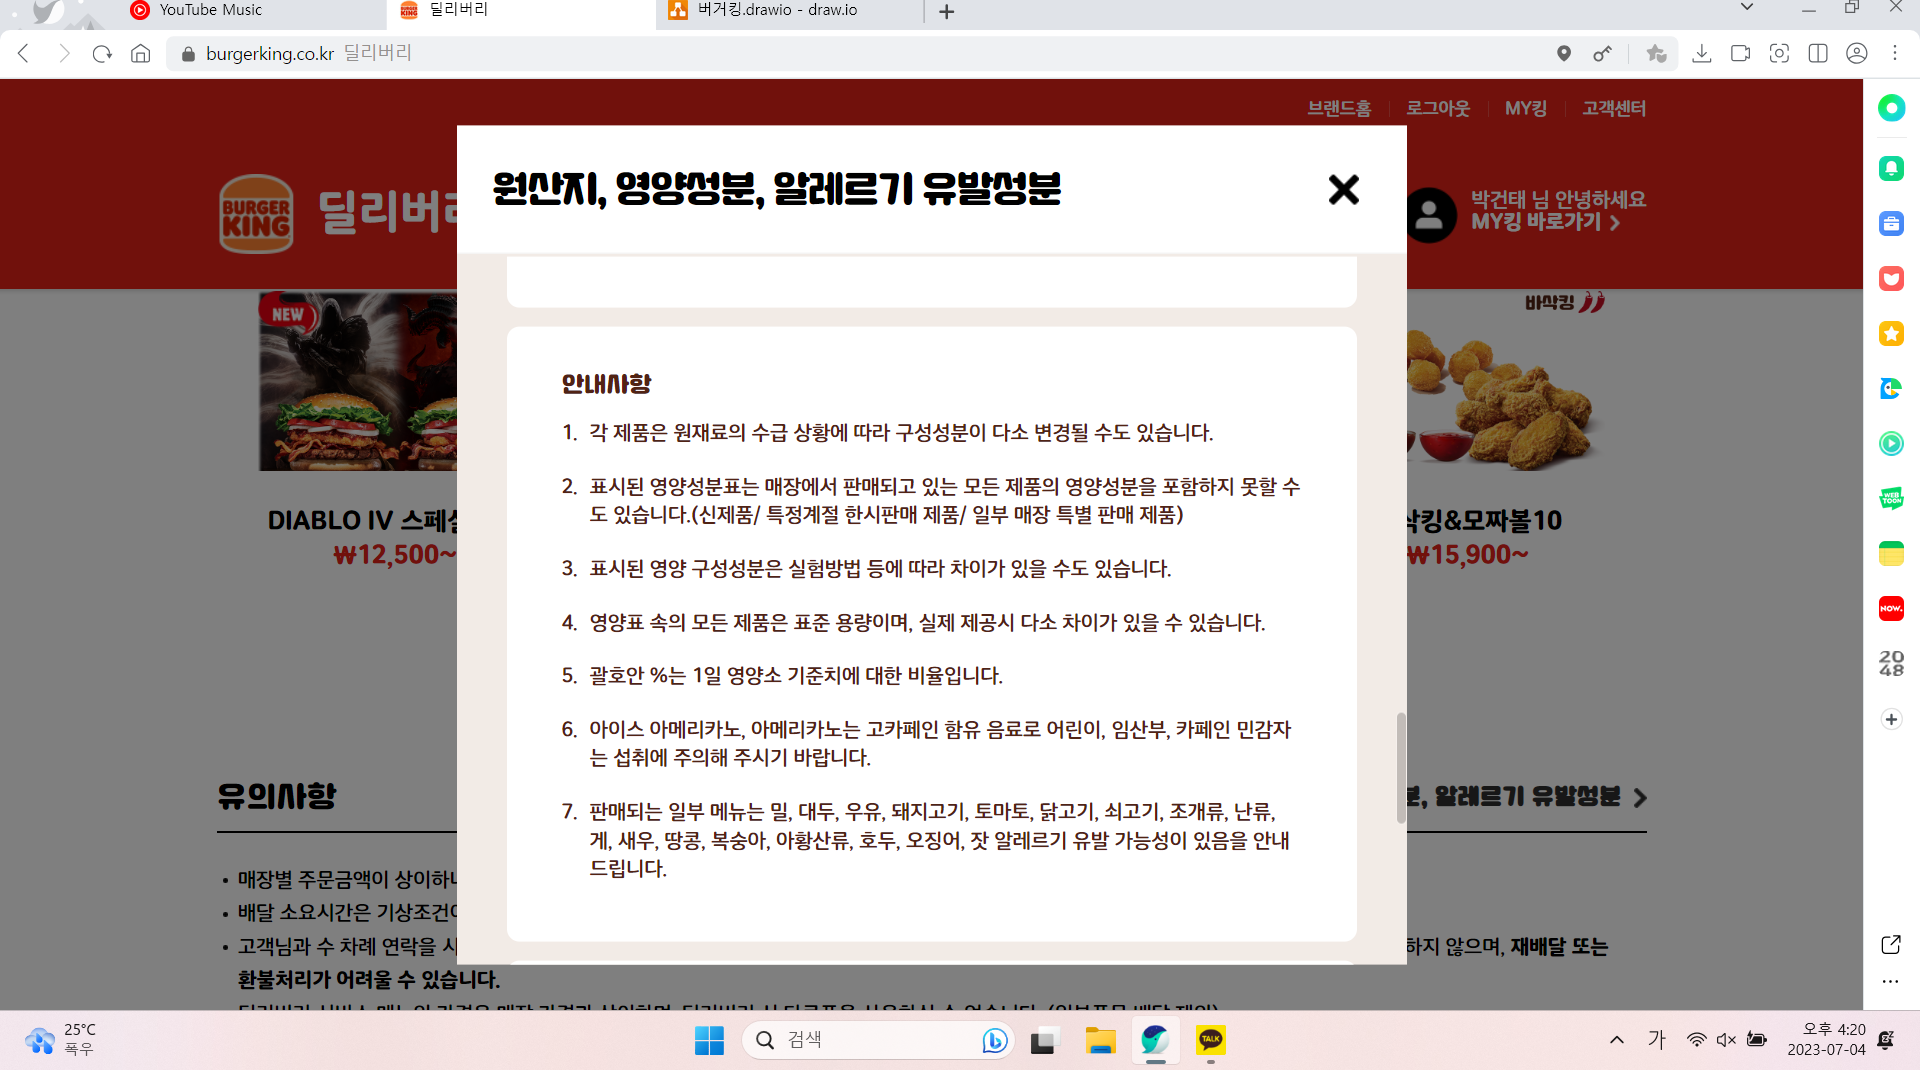 YouTube Music
딜리버리
버거킹.drawio - draw.io
burgerking.co.kr 딜리버리
브랜드홈
로그아웃
MY킹
고객센터
BURGER KING
딜리버리
박건태 님 안녕하세요
MY킹 바로가기
원산지, 영양성분, 알레르기 유발성분
NEW
바삭킹
안내사항
1. 각 제품은 원재료의 수급 상황에 따라 구성성분이 다소 변경될 수도 있습니다.
2. 표시된 영양성분표는 매장에서 판매되고 있는 모든 제품의 영양성분을 포함하지 못할 수
도 있습니다.(신제품/ 특정계절 한시판매 제품/ 일부 매장 특별 판매 제품)
3. 표시된 영양 구성성분은 실험방법 등에 따라 차이가 있을 수도 있습니다.
4. 영양표 속의 모든 제품은 표준 용량이며, 실제 제공시 다소 차이가 있을 수 있습니다.
5. 괄호안 %는 1일 영양소 기준치에 대한 비율입니다.
6. 아이스 아메리카노, 아메리카노는 고카페인 함유 음료로 어린이, 임산부, 카페인 민감자
는 섭취에 주의해 주시기 바랍니다.
7. 판매되는 일부 메뉴는 밀, 대두, 우유, 돼지고기, 토마토, 닭고기, 쇠고기, 조개류, 난류,
게, 새우, 땅콩, 복숭아, 아황산류, 호두, 오징어, 잣 알레르기 유발 가능성이 있음을 안내
드립니다.
DIABLO IV 스페셜
₩12,500~
삭킹&모짜볼10
₩15,900~
유의사항
분, 알레르기 유발성분
• 매장별 주문금액이 상이하니
• 배달 소요시간은 기상조건이
• 고객님과 수 차례 연락을 시
하지 않으며, 재배달 또는
환불처리가 어려울 수 있습니다.
WEB TOON
NOW.
2048
25°C
폭우
검색
TALK
가
오후 4:20
2023-07-04